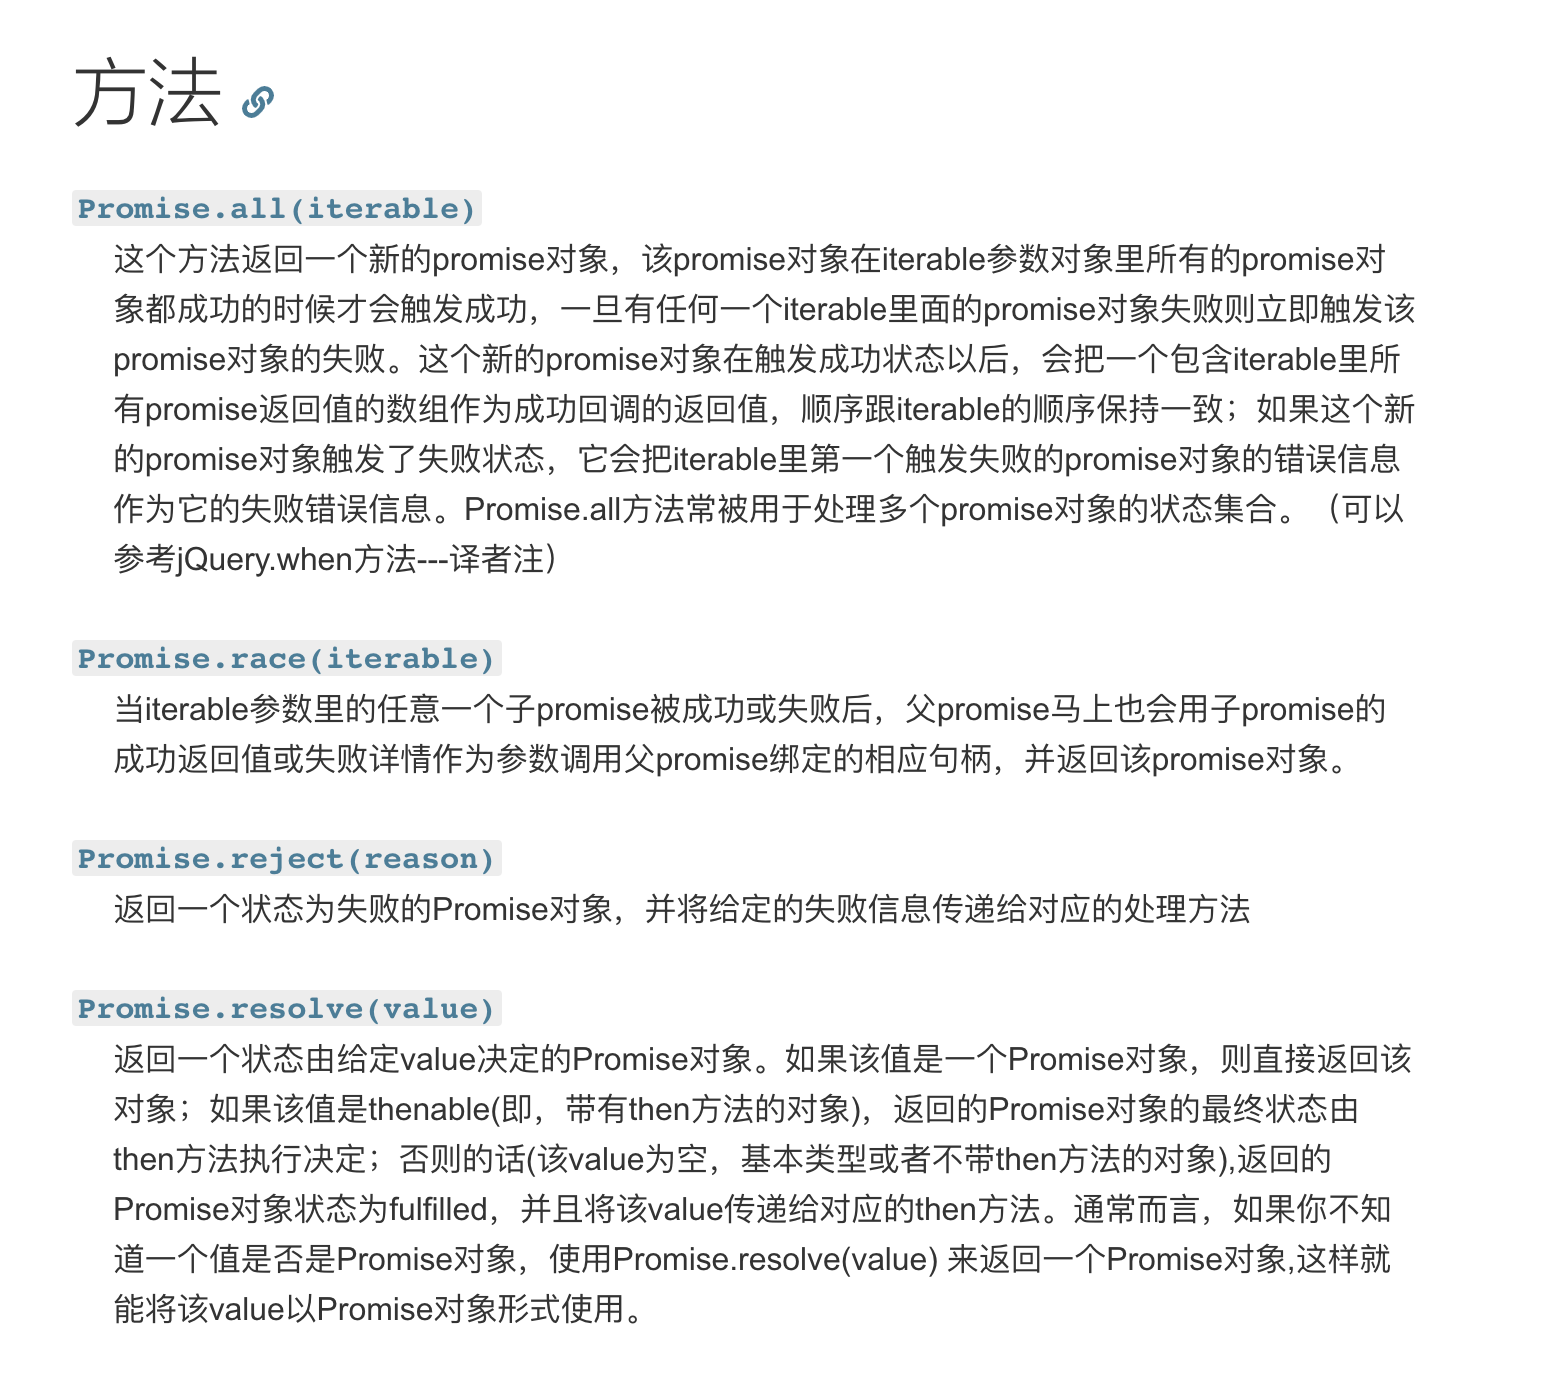 方法
Promise.all(iterable)
这个方法返回一个新的promise对象，该promise对象在iterable参数对象里所有的promise对
象都成功的时候才会触发成功，一旦有任何一个iterable里面的promise对象失败则立即触发该
promise对象的失败。这个新的promise对象在触发成功状态以后，会把一个包含iterable里所
有promise返回值的数组作为成功回调的返回值，顺序跟iterable的顺序保持一致；如果这个新
的promise对象触发了失败状态，它会把iterable里第一个触发失败的promise对象的错误信息
作为它的失败错误信息。Promise.all方法常被用于处理多个promise对象的状态集合。（可以
参考jQuery.when方法---译者注）
Promise.race(iterable)
当iterable参数里的任意一个子promise被成功或失败后，父promise马上也会用子promise的
成功返回值或失败详情作为参数调用父promise绑定的相应句柄，并返回该promise对象。
Promise.reject(reason)
返回一个状态为失败的Promise对象，并将给定的失败信息传递给对应的处理方法
Promise.resolve(value)
返回一个状态由给定value决定的Promise对象。如果该值是一个Promise对象，则直接返回该
对象；如果该值是thenable(即，带有then方法的对象)，返回的Promise对象的最终状态由
then方法执行决定；否则的话(该value为空，基本类型或者不带then方法的对象),返回的
Promise对象状态为fulfilled，并且将该value传递给对应的then方法。通常而言，如果你不知
道一个值是否是Promise对象，使用Promise.resolve(value) 来返回一个Promise对象,这样就
能将该value以Promise对象形式使用。